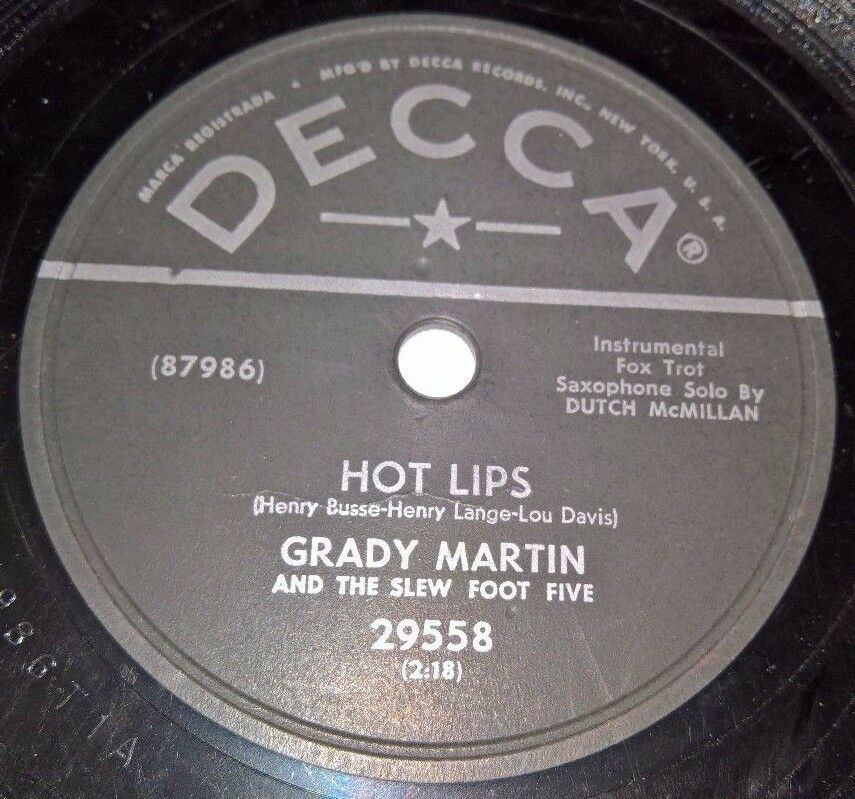 MARCA REGISTRADA • MFG'D BY DECCA RECORDS, INC., NEW YORK, U. S. A.
DECCA®
(87986)
Instrumental
Fox Trot
Saxophone Solo By
DUTCH McMILLAN
HOT LIPS
(Henry Busse-Henry Lange-Lou Davis)
GRADY MARTIN
AND THE SLEW FOOT FIVE
29558
(2:18)